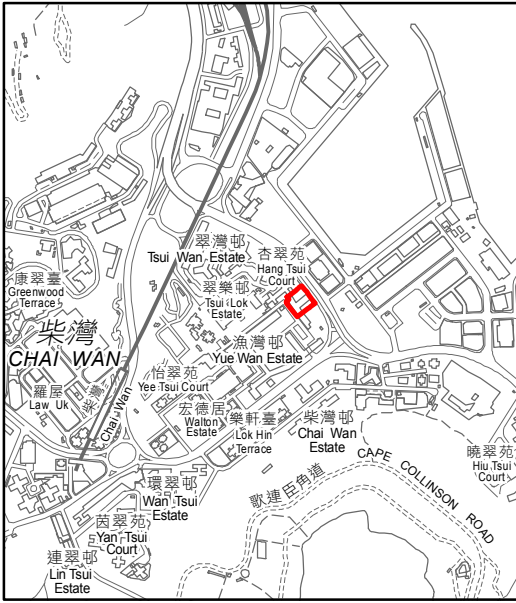 翠灣邨
Tsui Wan Estate
杏翠苑
Hang Tsui
Court
康翠臺
Greenwood
Terrace
翠樂邨
Tsui Lok
Estate
柴灣
CHAI WAN
漁灣邨
Yue Wan Estate
怡翠苑
Yee Tsui Court
羅屋
Law Uk
柴灣
Chai Wan
宏德居
Walton
Estate
樂軒臺
Lok Hin
Terrace
柴灣邨
Chai Wan
Estate
曉翠苑
Hiu Tsui
Court
歌連臣角道
CAPE COLLINSON ROAD
環翠邨
Wan Tsui
Estate
茵翠苑
Yan Tsui
Court
連翠邨
Lin Tsui
Estate